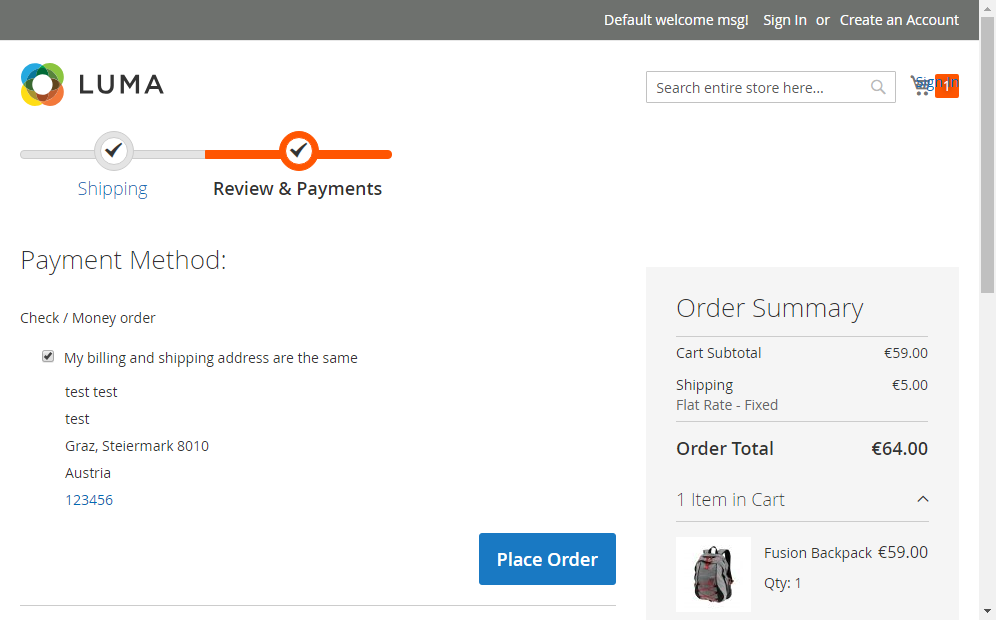 Default welcome msg! Sign In or Create an Account
LUMA
Search entire store here...
Sign In
1
Shipping
Review & Payments
Payment Method:
Check / Money order
My billing and shipping address are the same
test test
test
Graz, Steiermark 8010
Austria
123456
Place Order
Order Summary
Cart Subtotal €59.00
Shipping €5.00
Flat Rate - Fixed
Order Total €64.00
1 Item in Cart
Fusion Backpack €59.00
Qty: 1